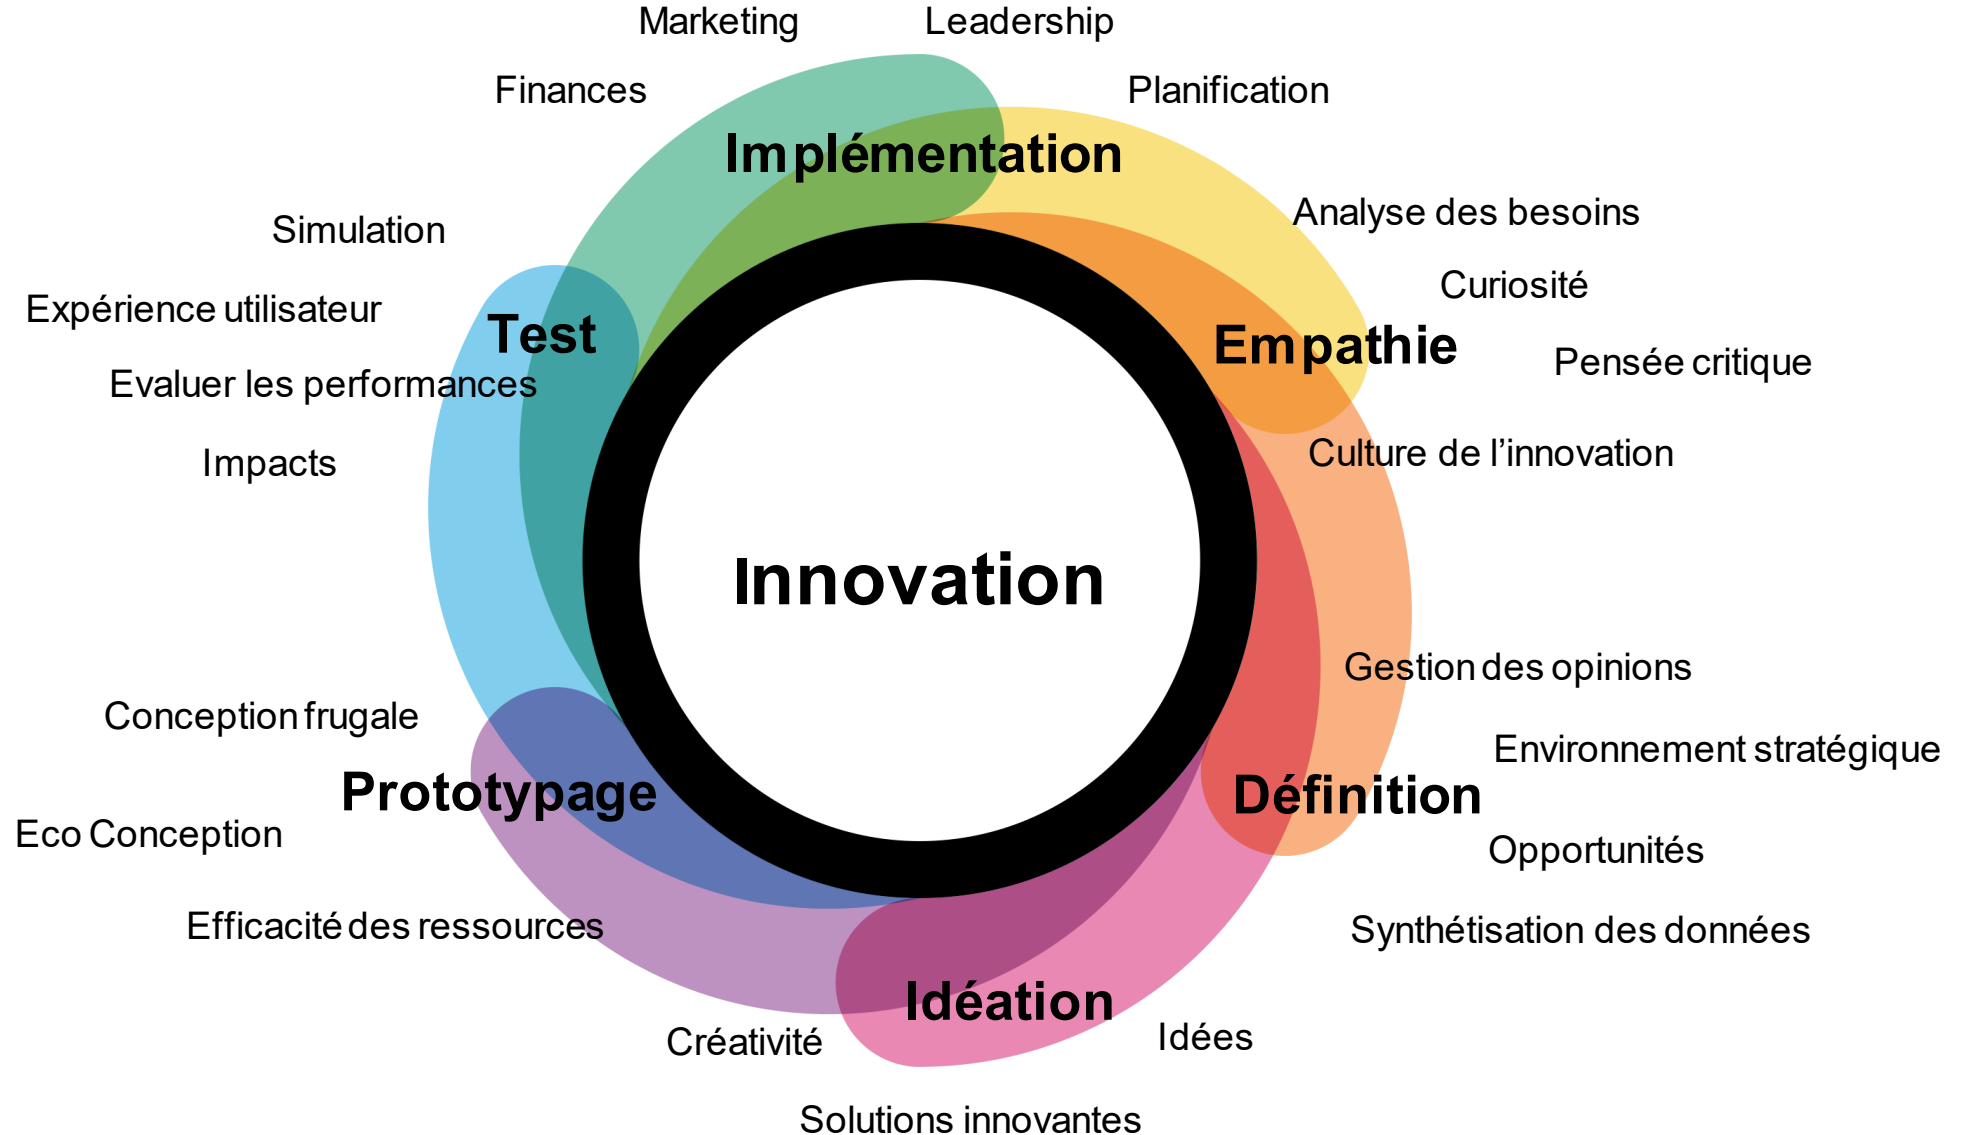 Marketing
Leadership
Finances
Planification
Implémentation
Analyse des besoins
Simulation
Curiosité
Expérience utilisateur
Test
Empathie
Pensée critique
Evaluer les performances
Culture de l’innovation
Impacts
Innovation
Gestion des opinions
Conception frugale
Environnement stratégique
Prototypage
Définition
Eco Conception
Opportunités
Efficacité des ressources
Synthétisation des données
Idéation
Créativité
Idées
Solutions innovantes